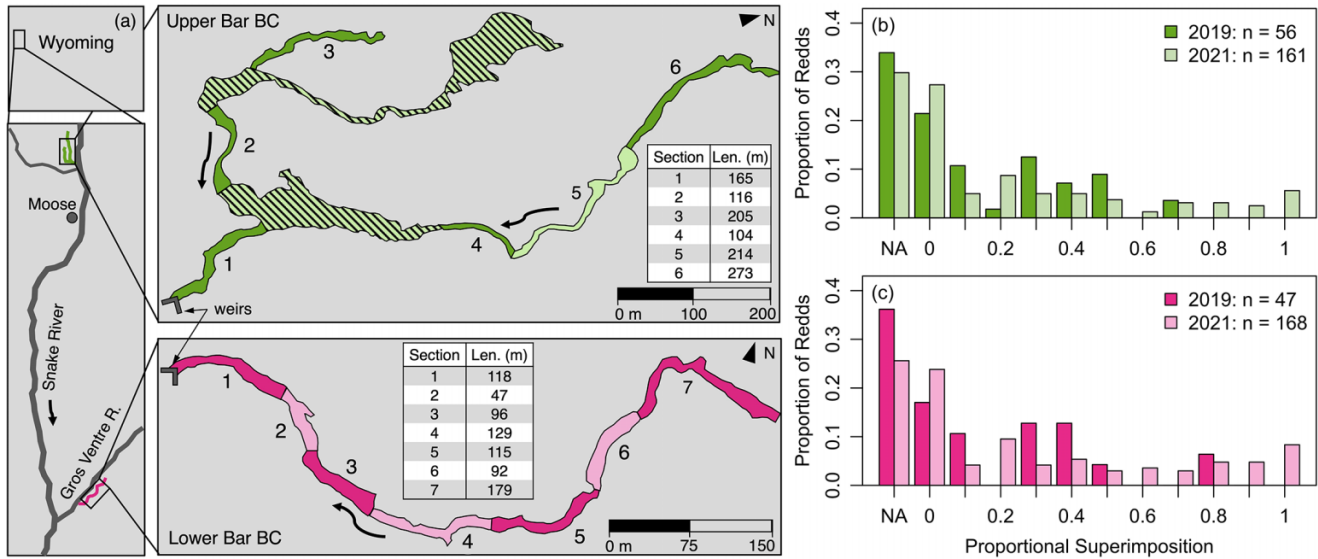 (a)
Wyoming
Moose
Snake River
Gros Ventre R.
Upper Bar BC
N
3
6
2
5
4
1
weirs
Section Len. (m)
1 165
2 116
3 205
4 104
5 214
6 273
0 m 100 200
Lower Bar BC
N
1
2
3
4
5
6
7
Section Len. (m)
1 118
2 47
3 96
4 129
5 115
6 92
7 179
0 m 75 150
(b)
2019: n = 56
2021: n = 161
Proportion of Redds
0.4
0.3
0.2
0.1
0.0
NA 0 0.2 0.4 0.6 0.8 1
(c)
2019: n = 47
2021: n = 168
Proportion of Redds
0.4
0.3
0.2
0.1
0.0
NA 0 0.2 0.4 0.6 0.8 1
Proportional Superimposition